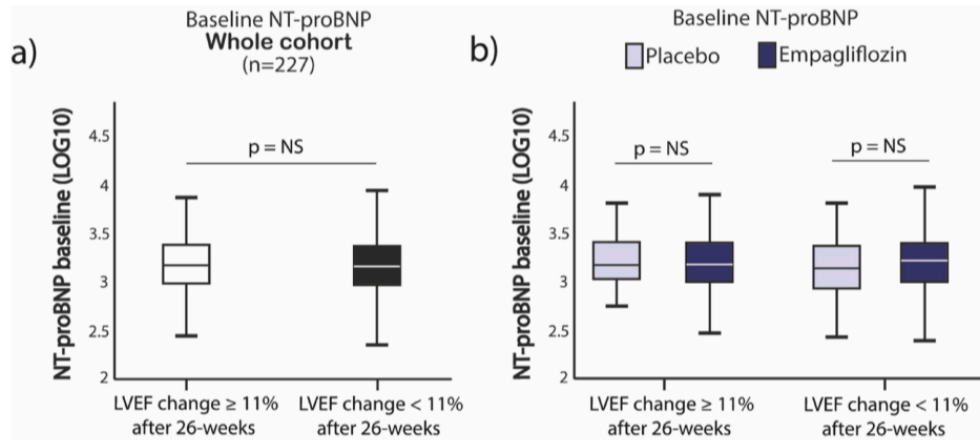 a)
Baseline NT-proBNP
Whole cohort
(n=227)
NT-proBNP baseline (LOG10)
4.5
4
3.5
3
2.5
2
p = NS
LVEF change ≥ 11%
after 26-weeks
LVEF change < 11%
after 26-weeks
b)
Baseline NT-proBNP
Placebo
Empagliflozin
NT-proBNP baseline (LOG10)
4.5
4
3.5
3
2.5
2
p = NS
p = NS
LVEF change ≥ 11%
after 26-weeks
LVEF change < 11%
after 26-weeks